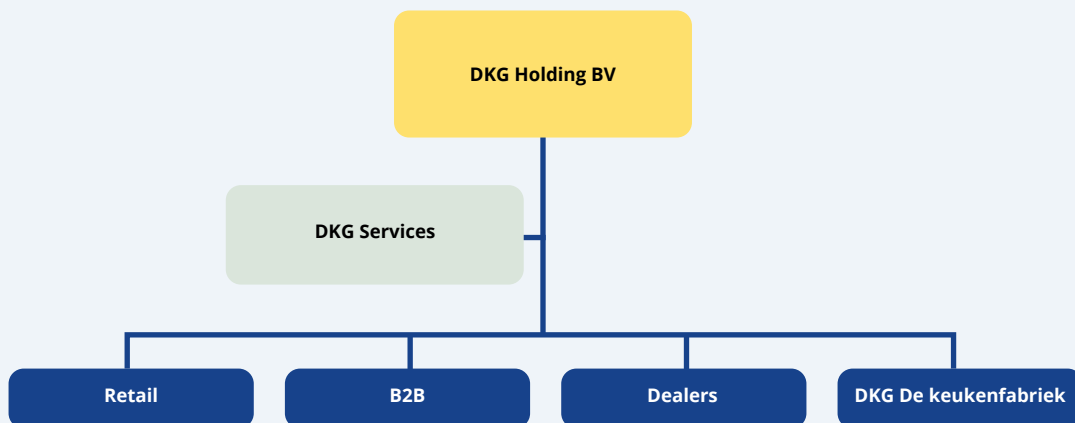 DKG Holding BV
DKG Services
Retail
B2B
Dealers
DKG De keukenfabriek